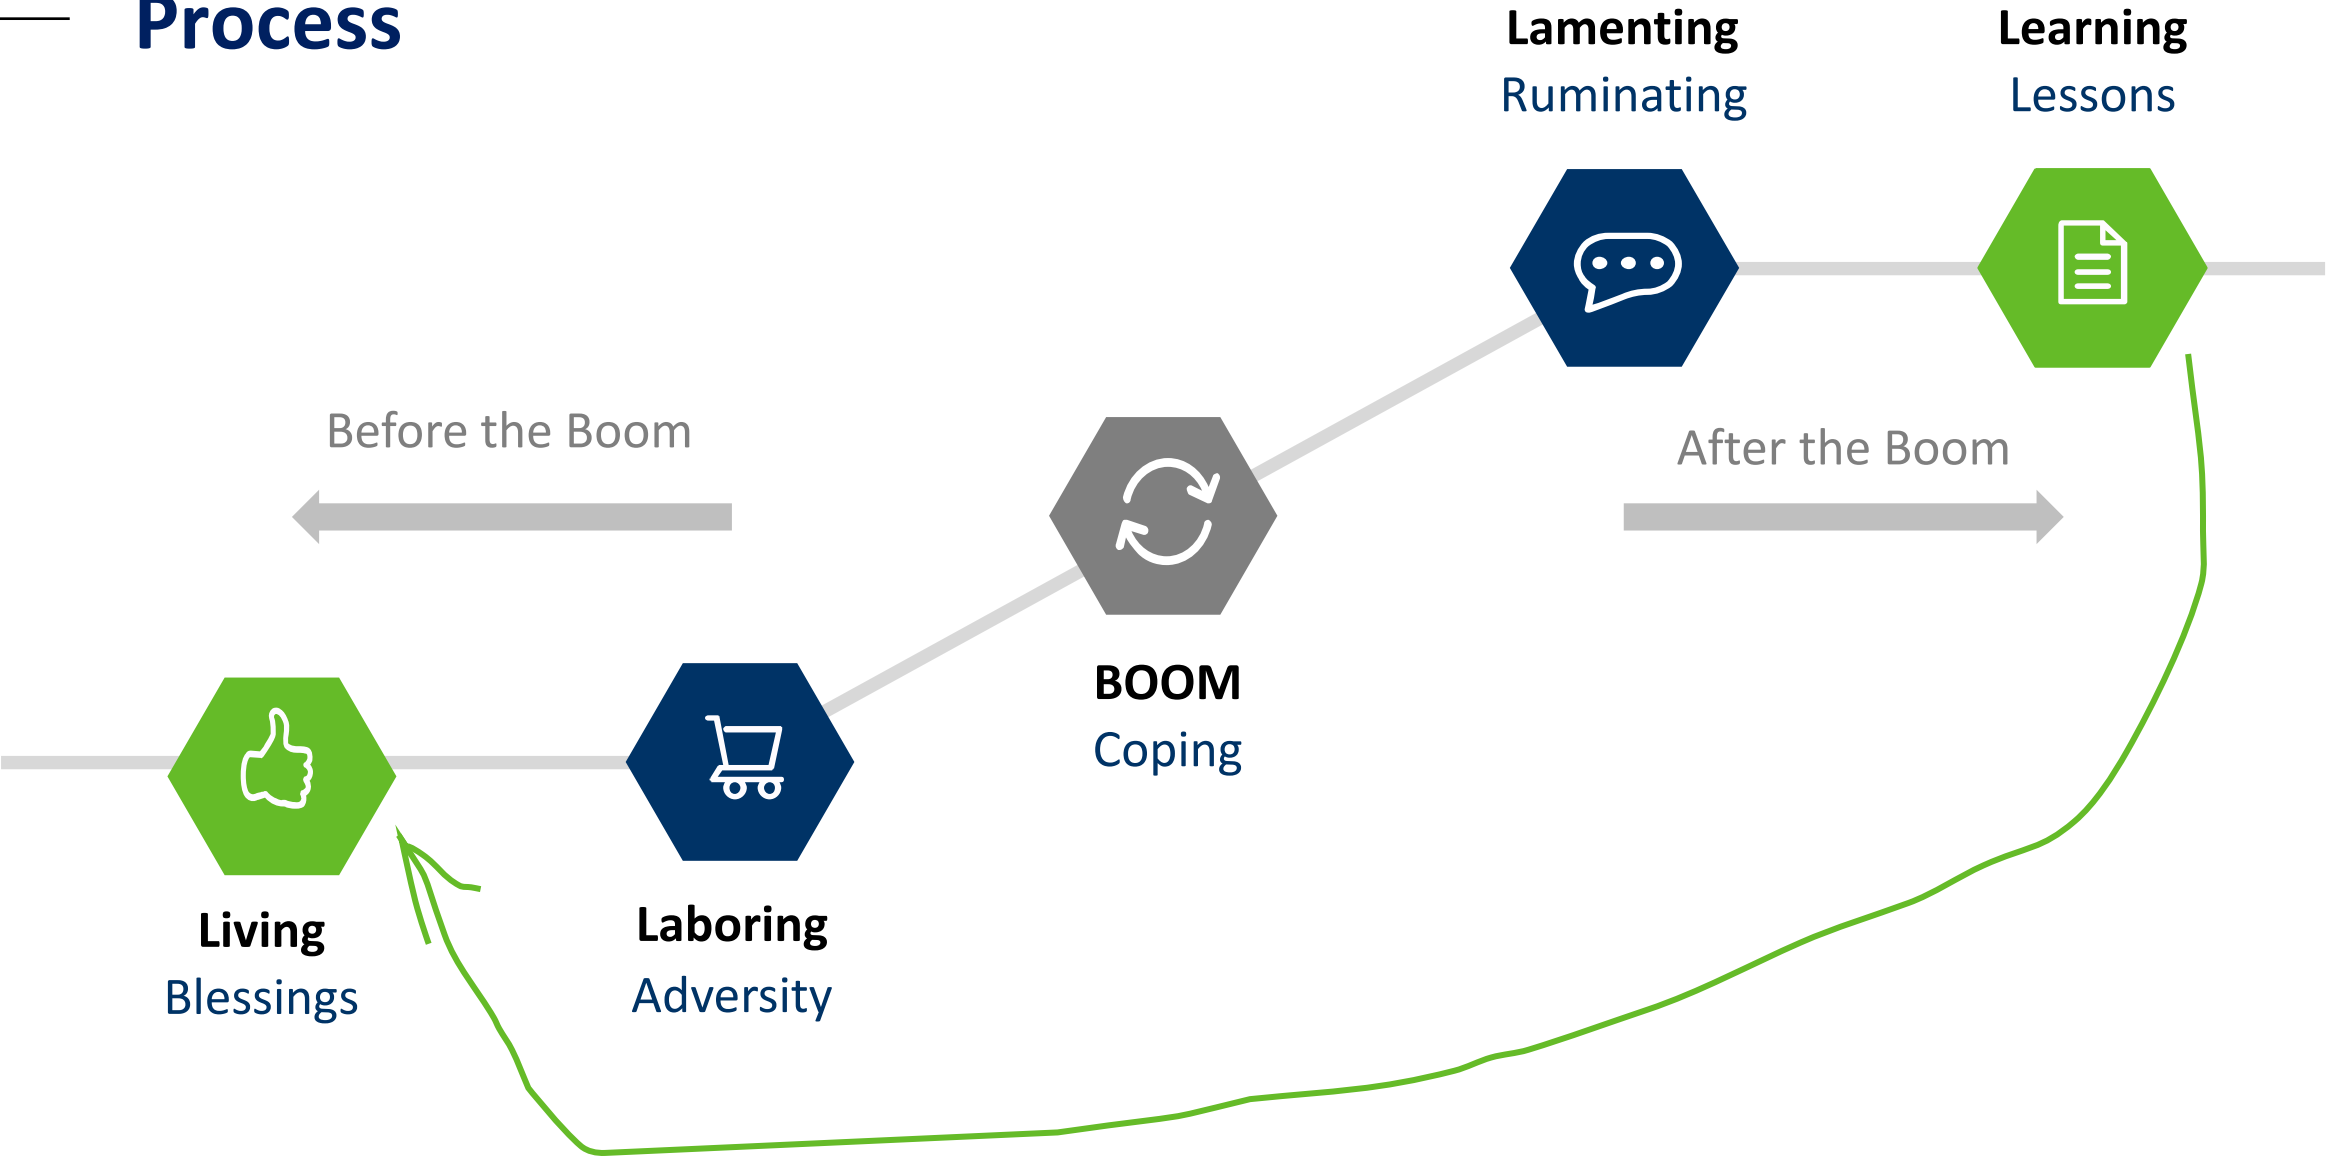 Process
Lamenting
Ruminating
Learning
Lessons
Before the Boom
After the Boom
BOOM
Coping
Living
Blessings
Laboring
Adversity